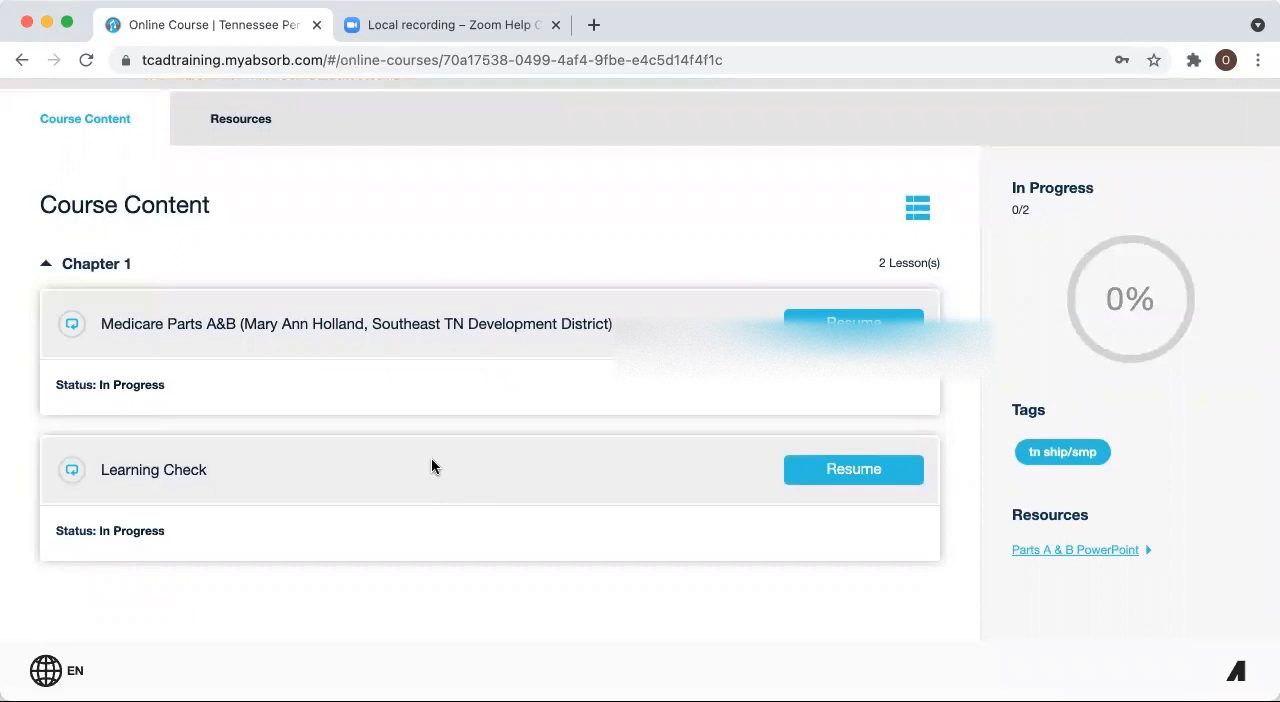 Online Course | Tennessee Per
Local recording – Zoom Help C
tcadtraining.myabsorb.com/#/online-courses/70a17538-0499-4af4-9fbe-e4c5d14f4f1c
O
Course Content
Resources
Course Content
Chapter 1
2 Lesson(s)
Medicare Parts A&B (Mary Ann Holland, Southeast TN Development District)
Resume
Status: In Progress
Learning Check
Resume
Status: In Progress
In Progress
0/2
0%
Tags
tn ship/smp
Resources
Parts A & B PowerPoint
EN